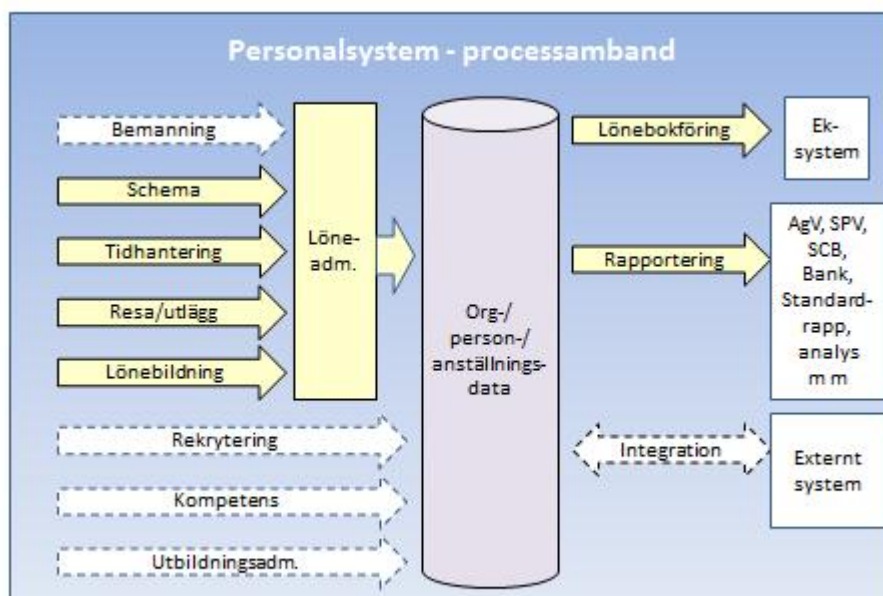 Personalsystem - processamband
Bemanning
Schema
Tidhantering
Resa/utlägg
Lönebildning
Rekrytering
Kompetens
Utbildningsadm.
Löne-
adm.
Org-/
person-/
anställnings-
data
Lönebokföring
Rapportering
Integration
Ek-
system
AgV, SPV,
SCB,
Bank,
Standard-
rapp,
analys
m m
Externt
system